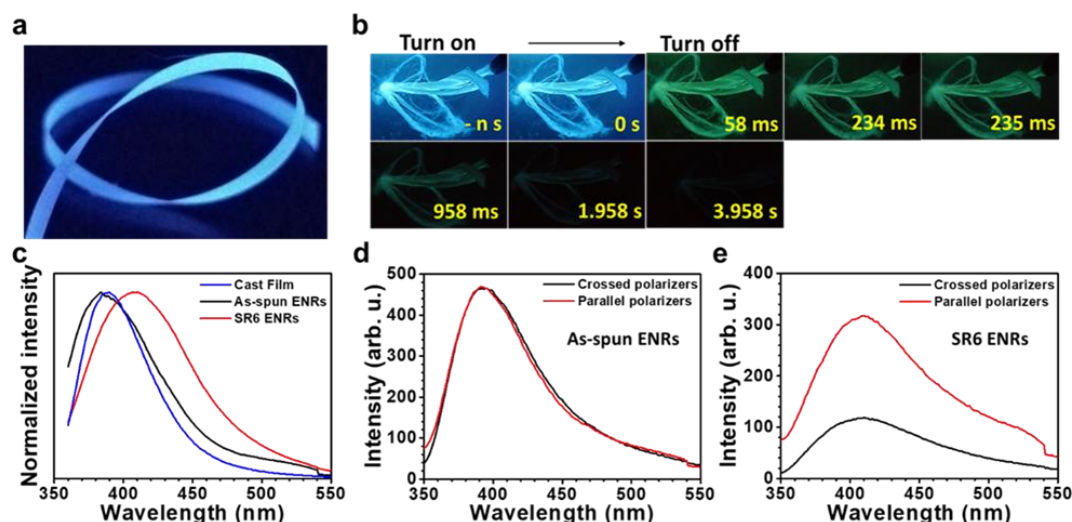 a
b
Turn on
Turn off
- n s
0 s
58 ms
234 ms
235 ms
958 ms
1.958 s
3.958 s
c
Normalized intensity
Cast Film
As-spun ENRs
SR6 ENRs
350 400 450 500 550
Wavelength (nm)
d
Intensity (arb. u.)
500
400
300
200
100
0
Crossed polarizers
Parallel polarizers
As-spun ENRs
350 400 450 500 550
Wavelength (nm)
e
Intensity (arb. u.)
400
300
200
100
0
Crossed polarizers
Parallel polarizers
SR6 ENRs
350 400 450 500 550
Wavelength (nm)